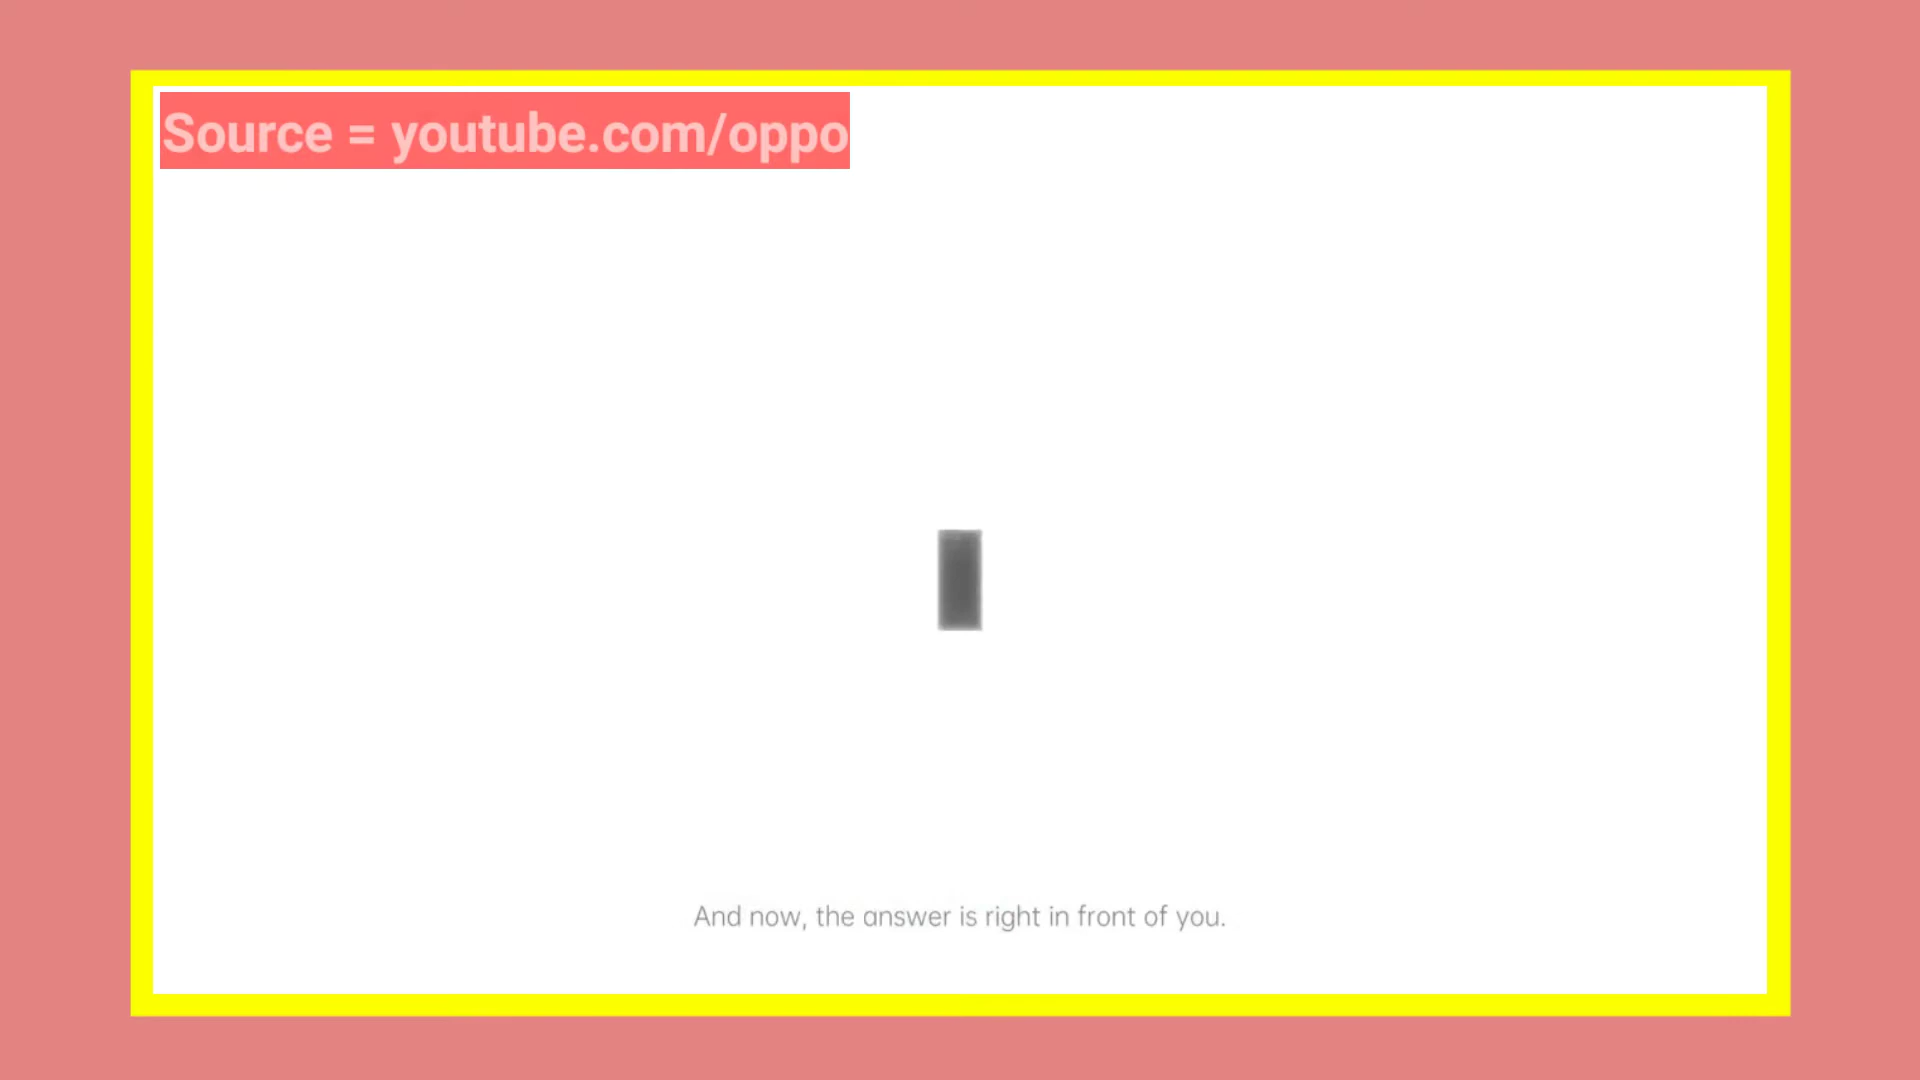 Source = youtube.com/oppo
And now, the answer is right in front of you.